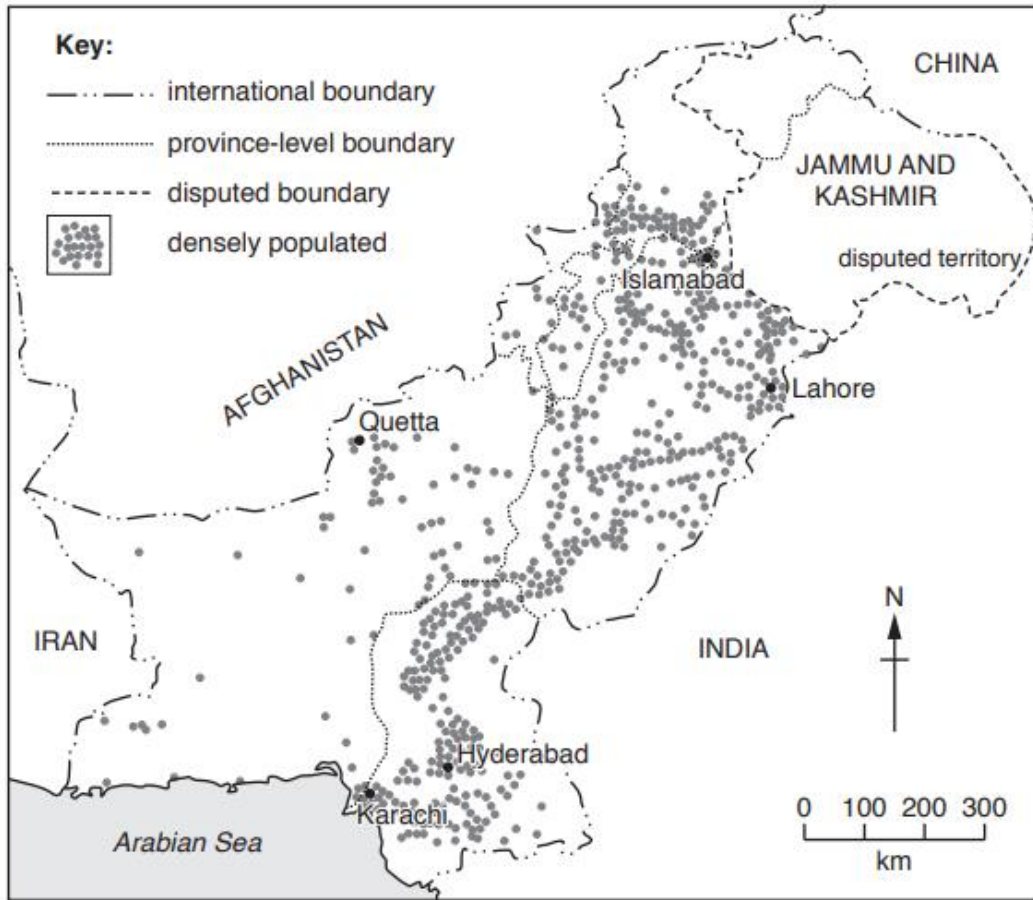 Key:
international boundary
province-level boundary
disputed boundary
densely populated
CHINA
JAMMU AND
KASHMIR
disputed territory
Islamabad
AFGHANISTAN
Lahore
Quetta
IRAN
INDIA
N
Hyderabad
Karachi
Arabian Sea
0 100 200 300
km